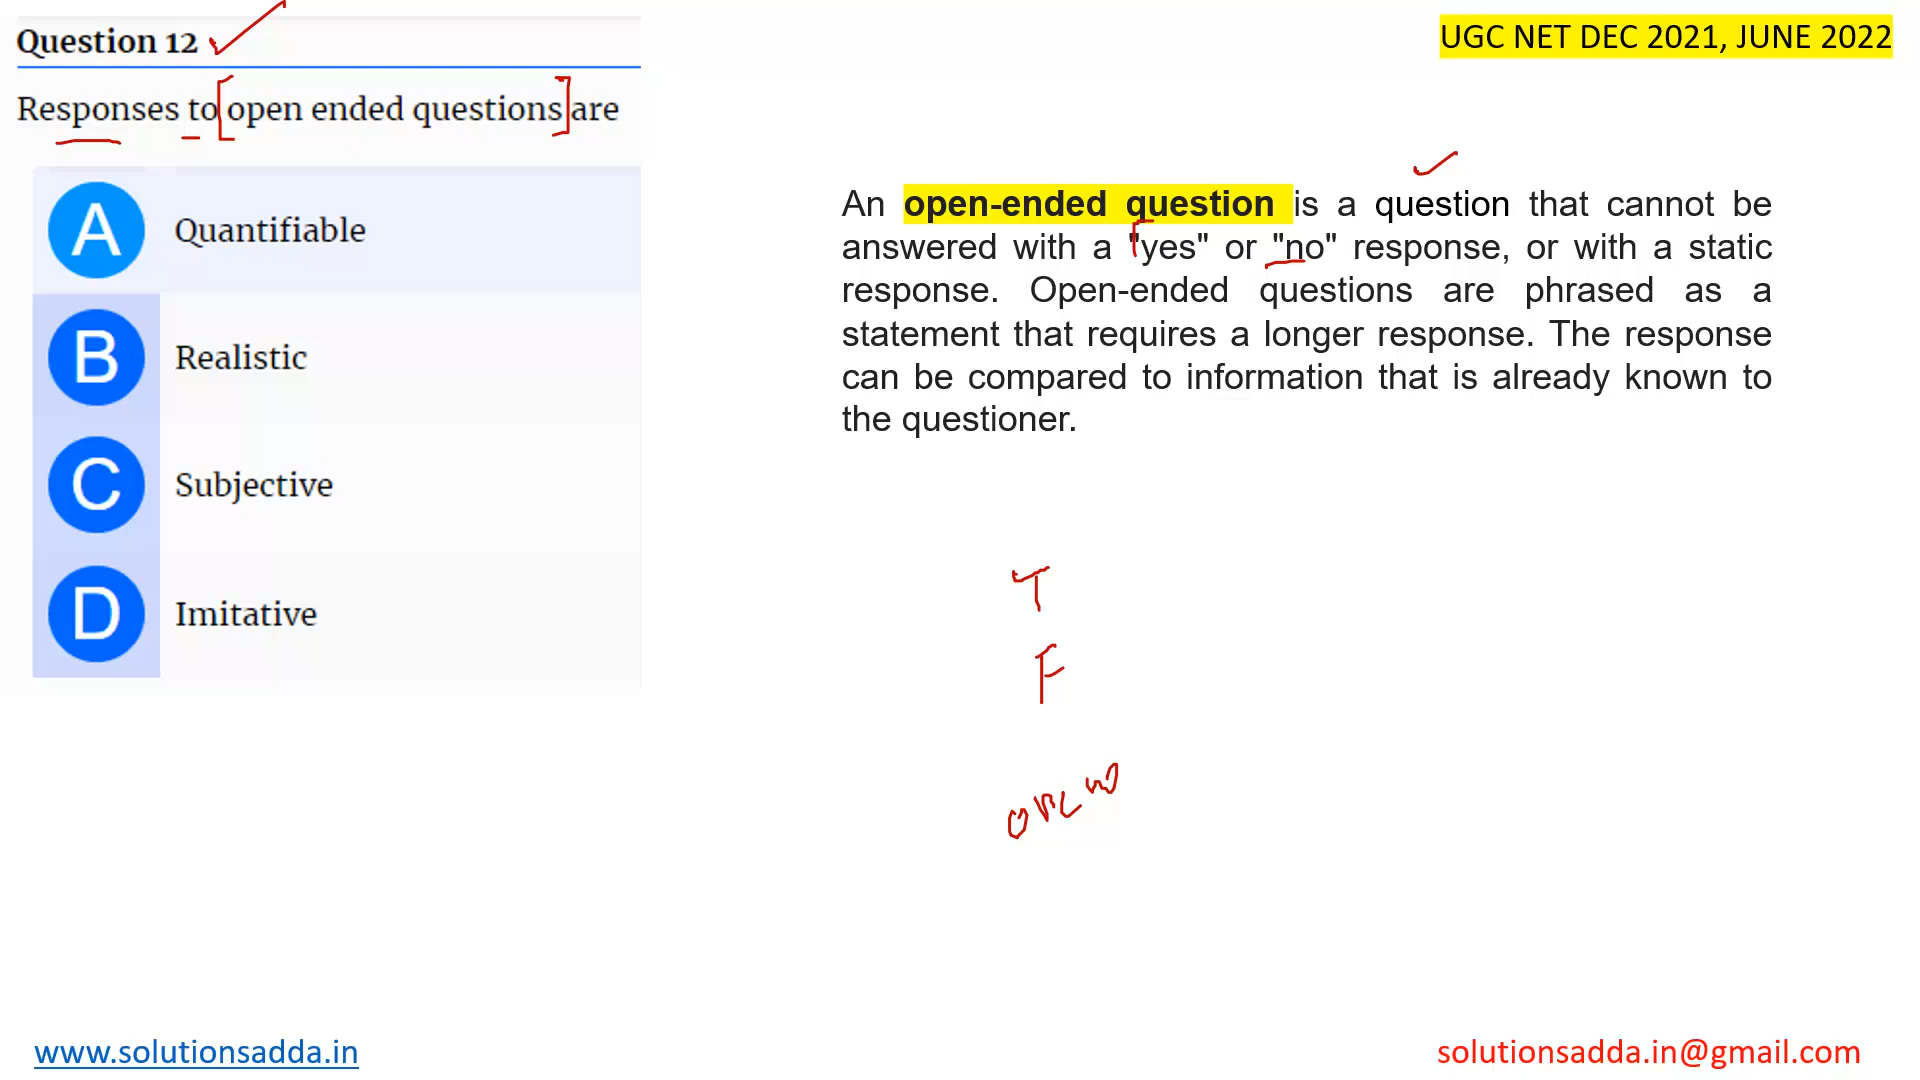 Question 12
Responses to open ended questions are
A Quantifiable
B Realistic
C Subjective
D Imitative
UGC NET DEC 2021, JUNE 2022
An open-ended question is a question that cannot be
answered with a "yes" or "no" response, or with a static
response. Open-ended questions are phrased as a
statement that requires a longer response. The response
can be compared to information that is already known to
the questioner.
T
F
www.solutionsadda.in
solutionsadda.in@gmail.com